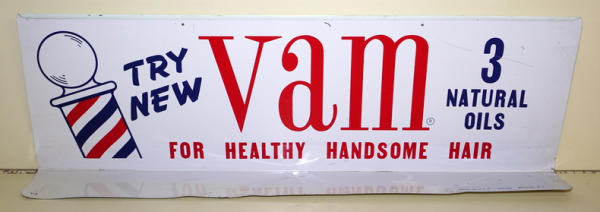 TRY
NEW
Vam®
3
NATURAL
OILS
FOR HEALTHY HANDSOME HAIR